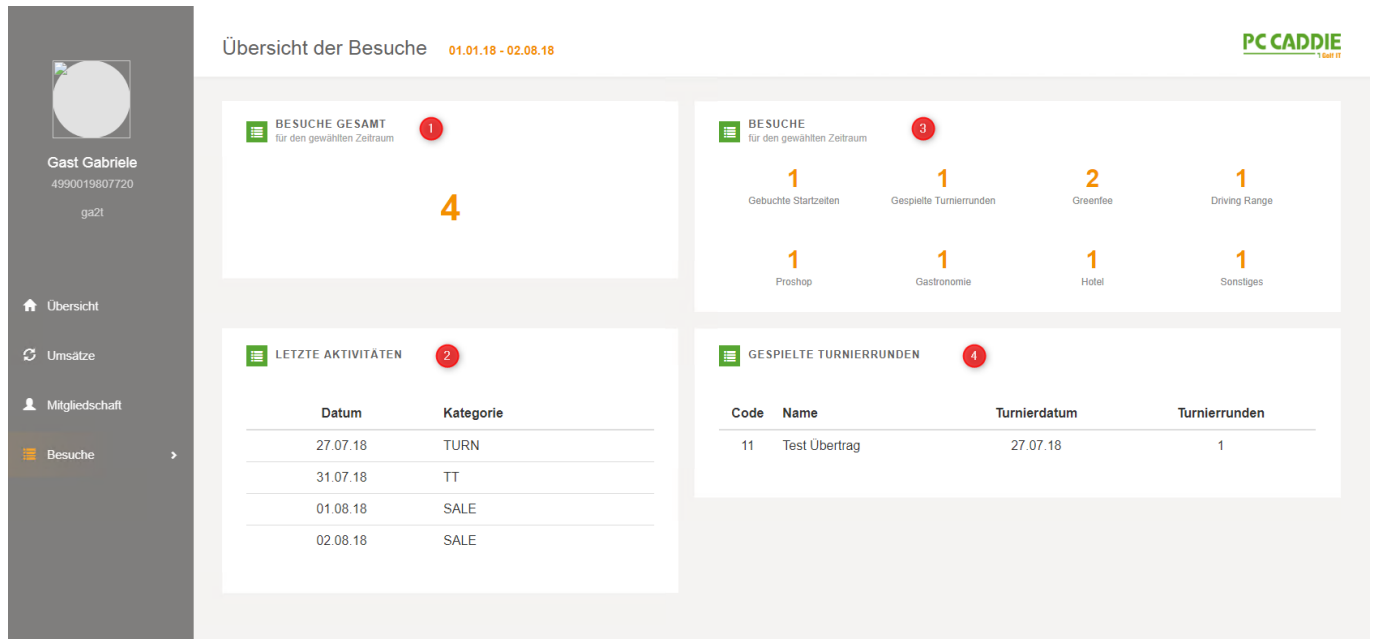 Übersicht der Besuche 01.01.18 - 02.08.18
PC CADDIE
1 Golf IT
Gast Gabriele
4990019807720
ga2t
Übersicht
Umsätze
Mitgliedschaft
Besuche
BESUCHE GESAMT 1
für den gewählten Zeitraum
4
BESUCHE 3
für den gewählten Zeitraum
1 1 2 1
Gebuchte Startzeiten Gespielte Turnierrunden Greenfee Driving Range
1 1 1 1
Proshop Gastronomie Hotel Sonstiges
LETZTE AKTIVITÄTEN 2
Datum Kategorie
27.07.18 TURN
31.07.18 TT
01.08.18 SALE
02.08.18 SALE
GESPIELTE TURNIERRUNDEN 4
Code Name Turnierdatum Turnierrunden
11 Test Übertrag 27.07.18 1